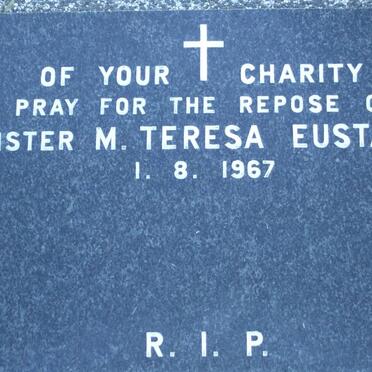 OF YOUR CHARITY
PRAY FOR THE REPOSE
M. TERESA
1. 8. 1967
R. I. P.